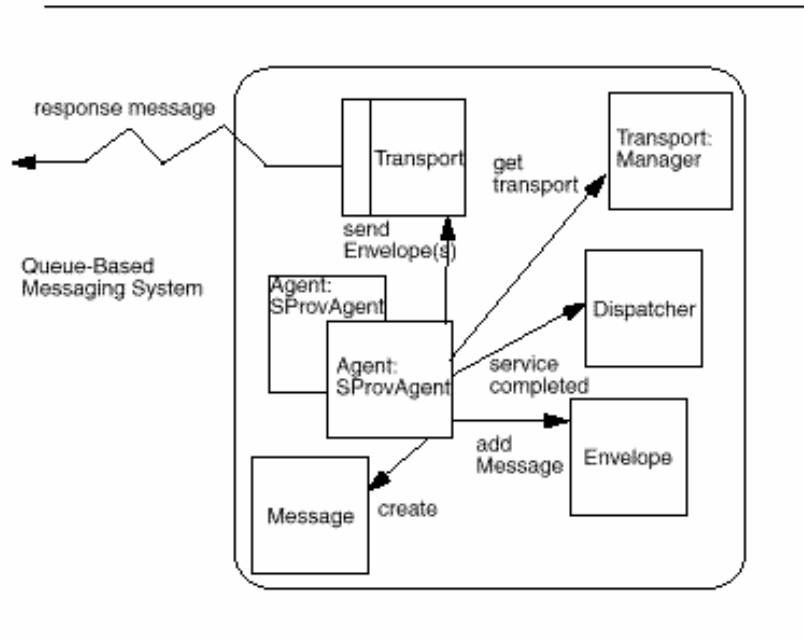 response message
Transport
Transport:
Manager
get
transport
send
Envelope(s)
Queue-Based
Messaging System
Agent:
SProvAgent
Dispatcher
Agent:
SProvAgent
service
completed
add
Message
Envelope
Message
create